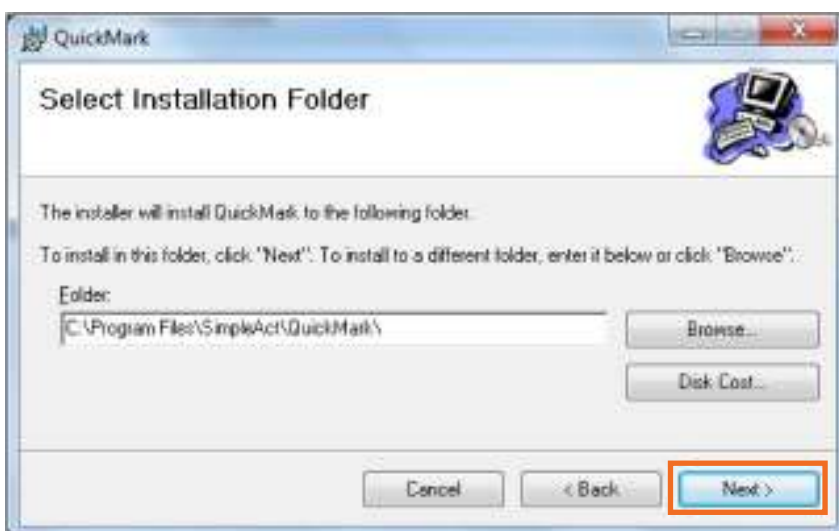 QuickMark
Select Installation Folder
The installer will install QuickMark to the following folder.
To install in this folder, click "Next". To install to a different folder, enter it below or click "Browse".
Folder:
C:\Program Files\SimpleAct\QuickMark\
Browse...
Disk Cost...
Cancel
< Back
Next >